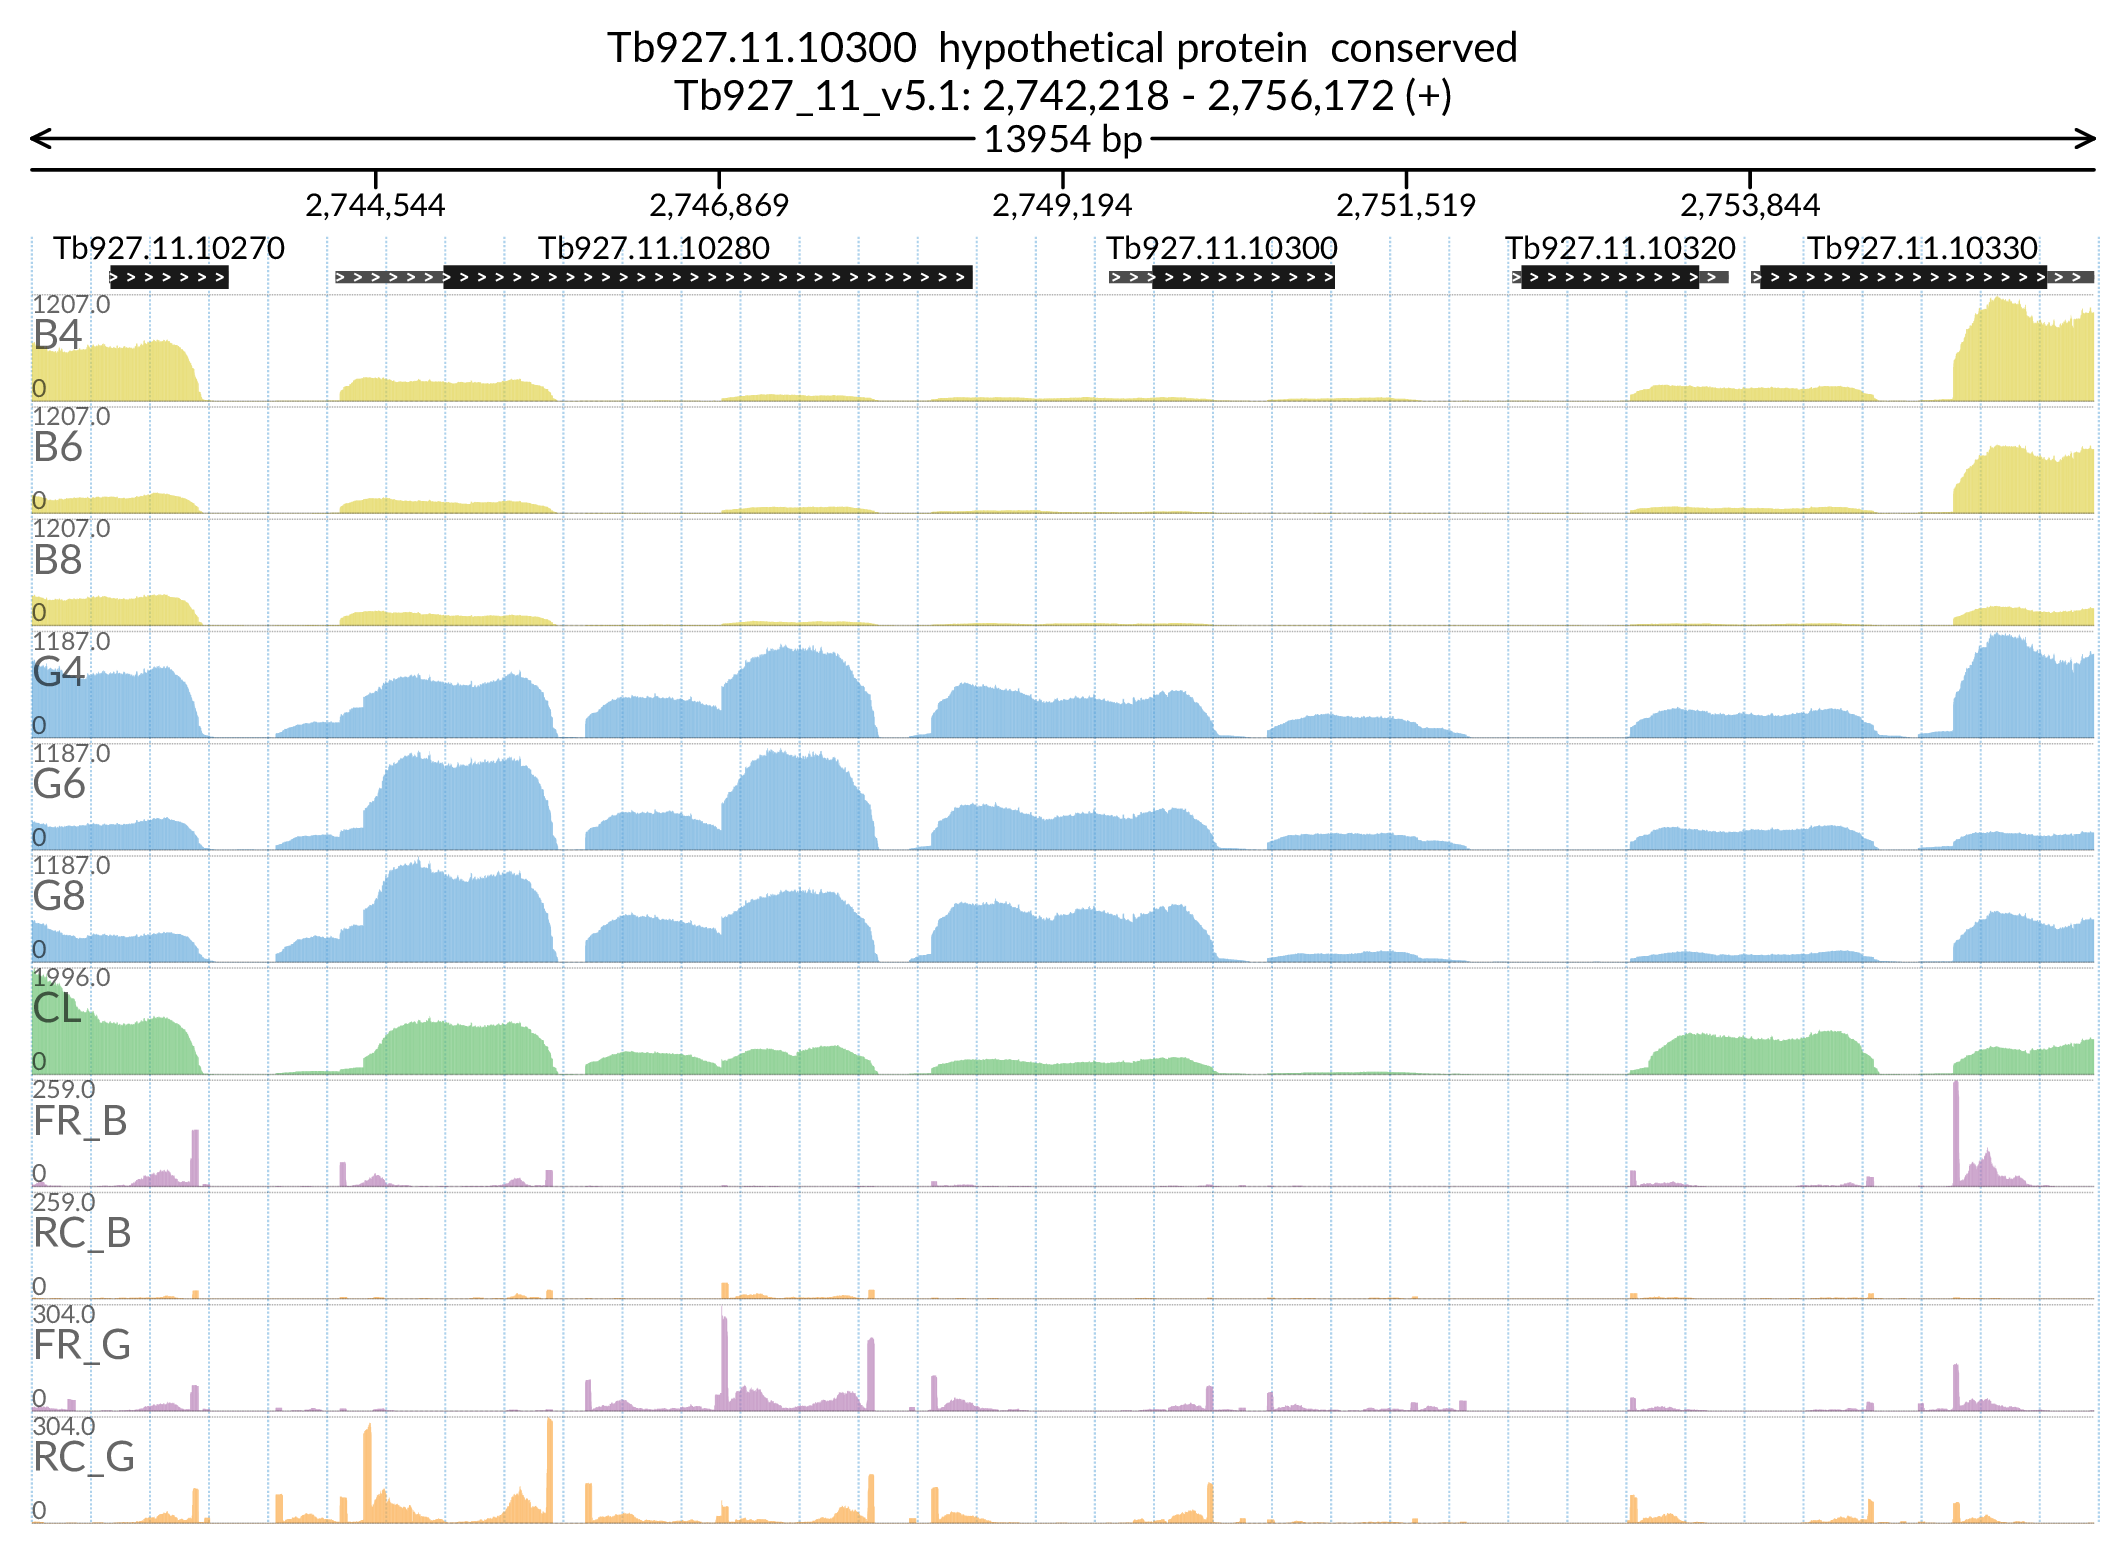 Tb927.11.10300 hypothetical protein conserved
Tb927_11_v5.1: 2,742,218 - 2,756,172 (+)
13954 bp
2,744,544 2,746,869 2,749,194 2,751,519 2,753,844
Tb927.11.10270 Tb927.11.10280 Tb927.11.10300 Tb927.11.10320 Tb927.11.10330
1207.0
B4
0
1207.0
B6
0
1207.0
B8
0
1187.0
G4
0
1187.0
G6
0
1187.0
G8
0
1996.0
CL
0
259.0
FR_B
0
259.0
RC_B
0
304.0
FR_G
0
304.0
RC_G
0